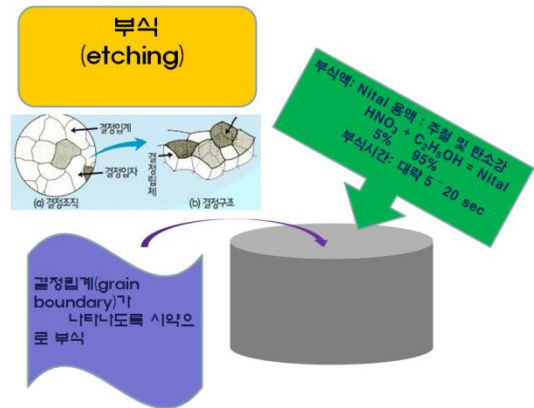 부식
(etching)
결정입계
결정입자
(a) 결정조직
결정립계
(b) 결정구조
부식액: Nital 용액 : 주철 및 탄소강
HNO3 + C2H5OH = Nital
5% 95%
부식시간: 대략 5 ~ 20 sec
결정립계(grain
boundary)가
나타나도록 시약으
로 부식